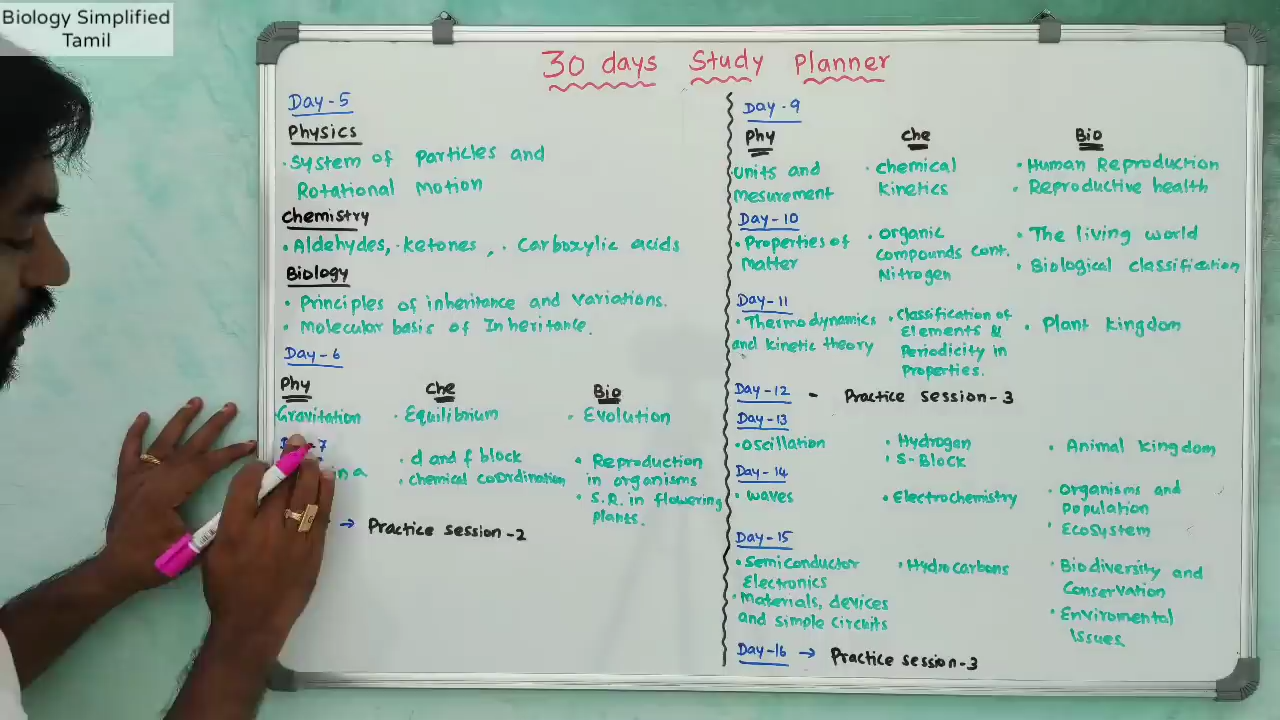 Biology Simplified
Tamil
30 days Study Planner
Day-5
Physics
·System of particles and
Rotational Motion
Chemistry
·Aldehydes, ·ketones, · carboxylic acids
Biology
· Principles of inheritance and variations.
· Molecular basis of Inheritance.
Day-6
Phy
Che
Bio
Gravitation
· Equilibrium
· Evolution
7
in a
· d and f block
· chemical coordination
· Reproduction
in organisms
· S.R. in flowering
plants.
→ Practice session-2
Day-9
Phy
Che
Bio
Units and
mesurement
· chemical
kinetics
· Human Reproduction
· Reproductive health
Day-10
· Properties of
matter
· organic
compounds cont.
Nitrogen
· The living world
· Biological classification
Day-11
· Thermodynamics
and kinetic theory
· Classification of
Elements &
Periodicity in
Properties.
· Plant kingdom
Day-12 - Practice session-3
Day-13
·oscillation
· Hydrogen
· S-Block
· Animal kingdom
Day-14
· waves
·Electrochemistry
· Organisms and
Population
· EcoSystem
Day-15
·Semiconductor
Electronics
·Materials, devices
and simple circuits
·Hydrocarbons
· Biodiversity and
Conservation
· Enviromental
Issues
Day-16 → Practice session-3